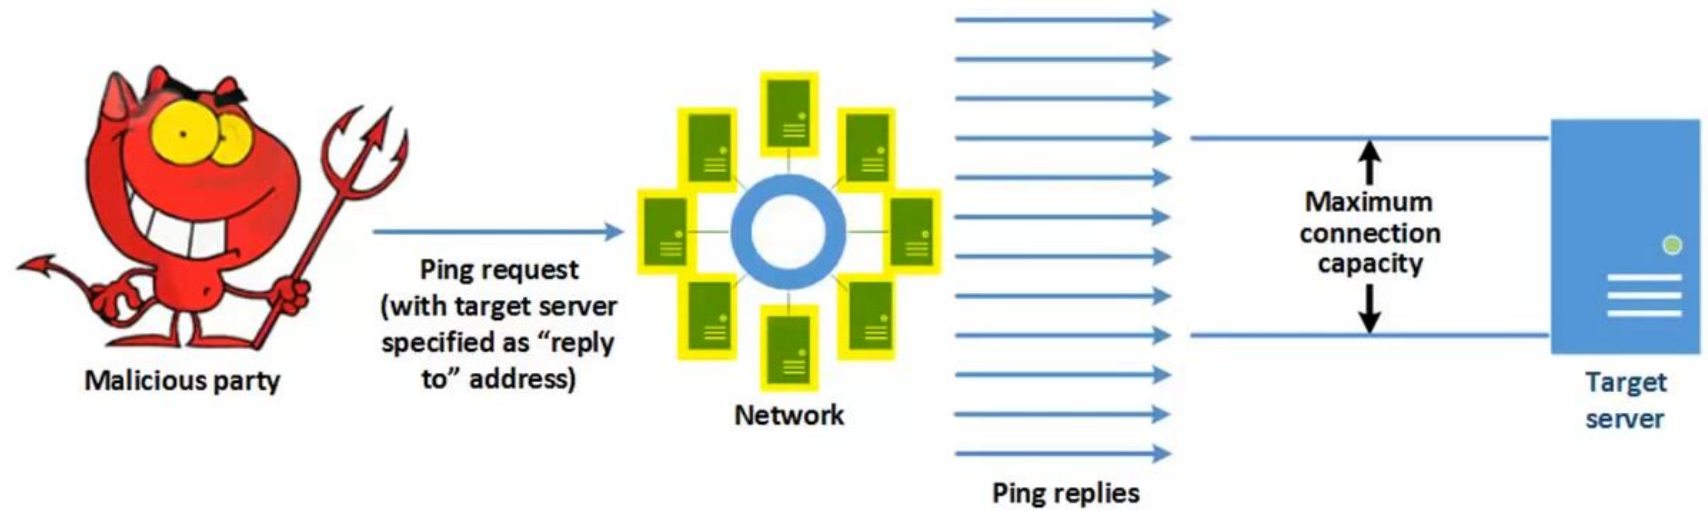 Malicious party
Ping request
(with target server
specified as “reply
to” address)
Network
Ping replies
Maximum
connection
capacity
Target
server